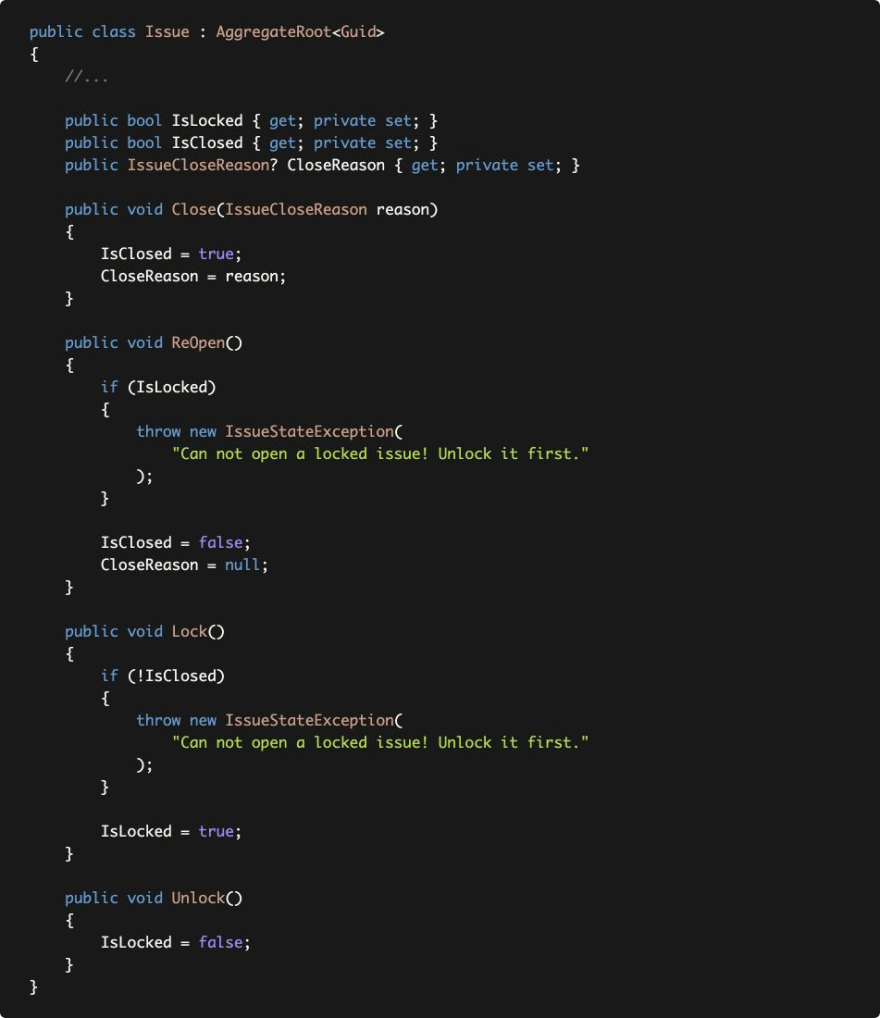 public class Issue : AggregateRoot<Guid>
{
    //...

    public bool IsLocked { get; private set; }
    public bool IsClosed { get; private set; }
    public IssueCloseReason? CloseReason { get; private set; }

    public void Close(IssueCloseReason reason)
    {
        IsClosed = true;
        CloseReason = reason;
    }

    public void ReOpen()
    {
        if (IsLocked)
        {
            throw new IssueStateException(
                "Can not open a locked issue! Unlock it first."
            );
        }

        IsClosed = false;
        CloseReason = null;
    }

    public void Lock()
    {
        if (!IsClosed)
        {
            throw new IssueStateException(
                "Can not open a locked issue! Unlock it first."
            );
        }

        IsLocked = true;
    }

    public void Unlock()
    {
        IsLocked = false;
    }
}